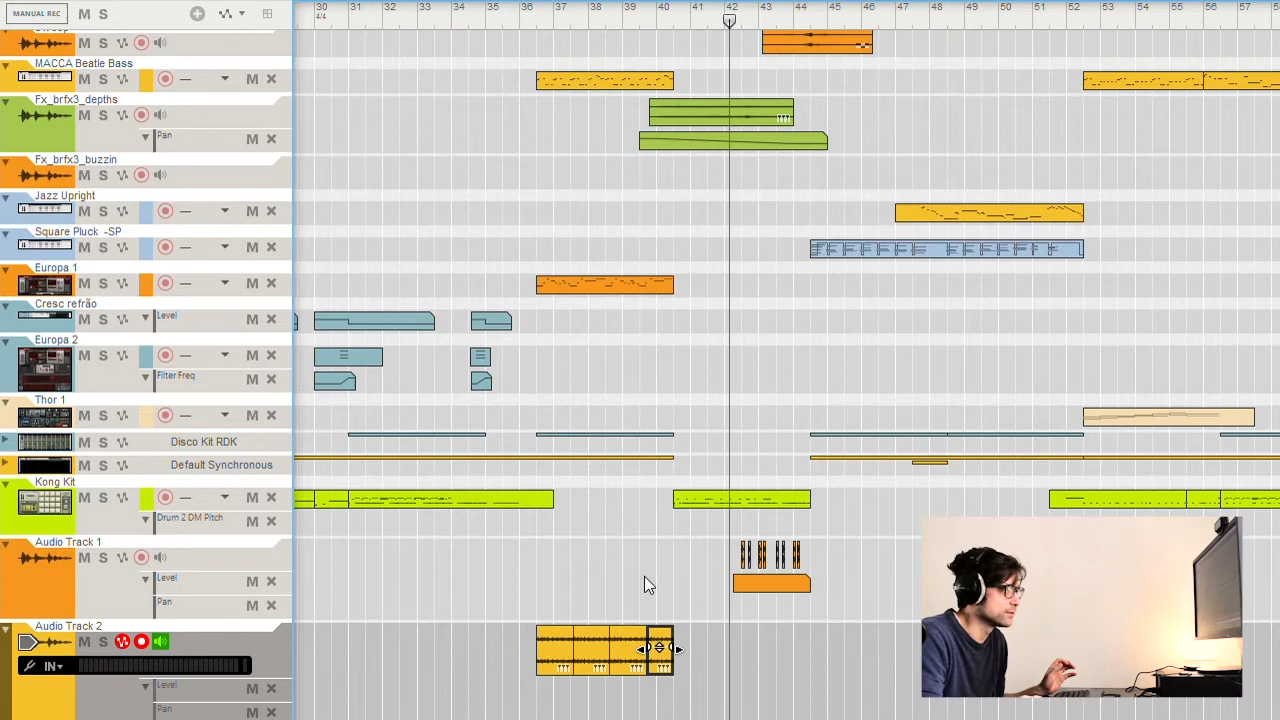 MANUAL REC
M S
30 31 32 33 34 35 36 37 38 39 40 41 42 43 44 45 46 47 48 49 50 51 52 53 54 55 56 57
4/4
M S
MACCA Beatle Bass
M S M
Fx_brfx3_depths
M S
Pan M
Fx_brfx3_buzzin
M S
Jazz Upright
M S M
Square Pluck -SP
M S M
Europa 1
M S M
Cresc refrão
M S Level M
Europa 2
M S M
Filter Freq M
Thor 1
M S M
M S Disco Kit RDK
M S Default Synchronous
Kong Kit
M S M
Drum 2 DM Pitch M
Audio Track 1
M S
Level M
Pan M
Audio Track 2
M S
IN
Level M
Pan M